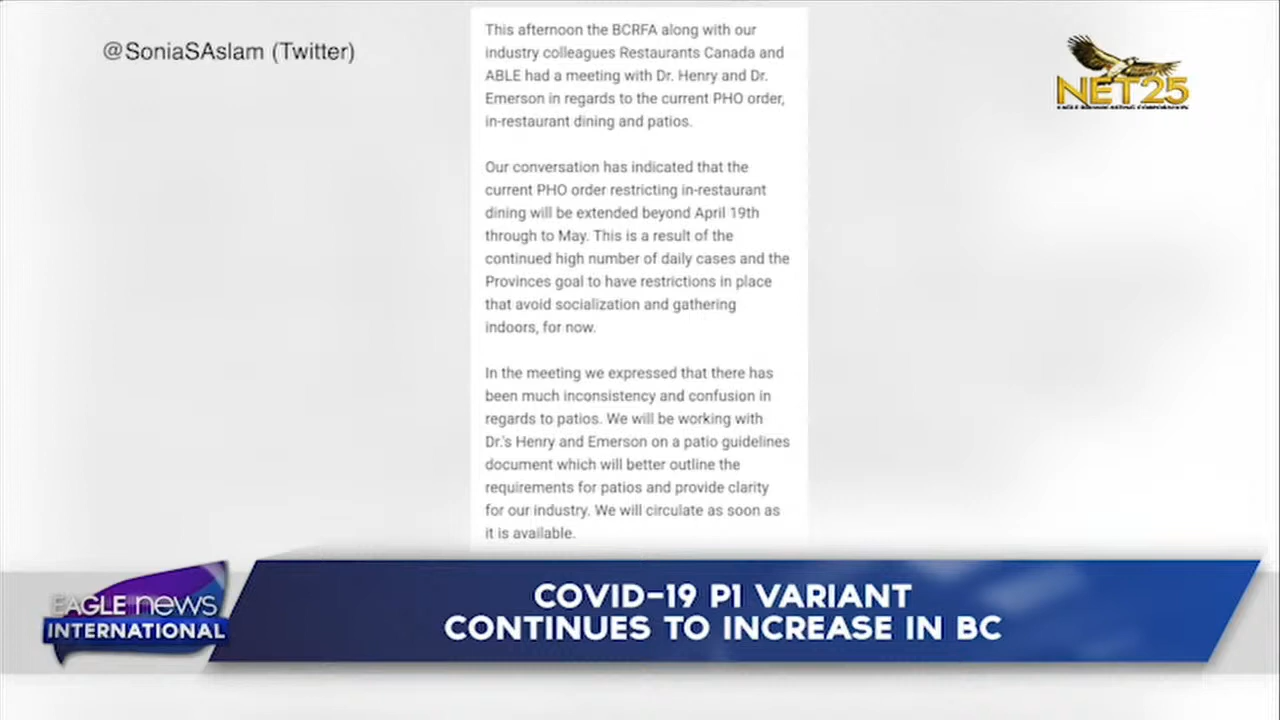 @SoniaSAslam (Twitter)
This afternoon the BCRFA along with our
industry colleagues Restaurants Canada and
ABLE had a meeting with Dr. Henry and Dr.
Emerson in regards to the current PHO order,
in-restaurant dining and patios.
Our conversation has indicated that the
current PHO order restricting in-restaurant
dining will be extended beyond April 19th
through to May. This is a result of the
continued high number of daily cases and the
Provinces goal to have restrictions in place
that avoid socialization and gathering
indoors, for now.
In the meeting we expressed that there has
been much inconsistency and confusion in
regards to patios. We will be working with
Dr.'s Henry and Emerson on a patio guidelines
document which will better outline the
requirements for patios and provide clarity
for our industry. We will circulate as soon as
it is available.
NET25
EAGLE BROADCASTING CORPORATION
EAGLE news
INTERNATIONAL
COVID-19 P1 VARIANT
CONTINUES TO INCREASE IN BC